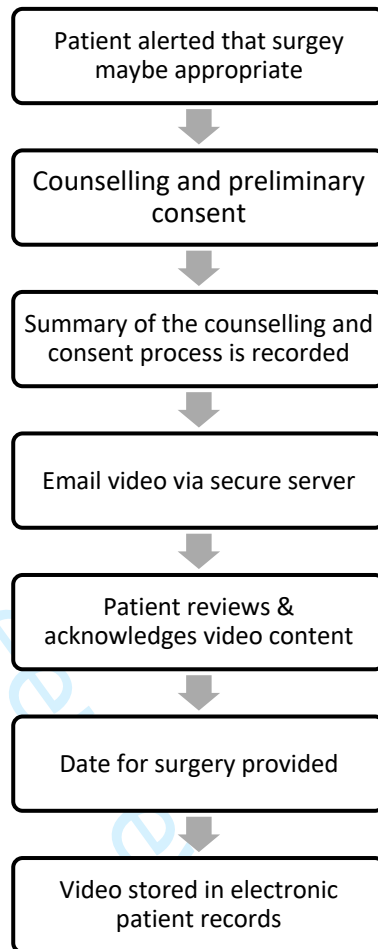 Patient alerted that surgey
maybe appropriate
Counselling and preliminary
consent
Summary of the counselling and
consent process is recorded
Email video via secure server
Patient reviews &
acknowledges video content
Date for surgery provided
Video stored in electronic
patient records